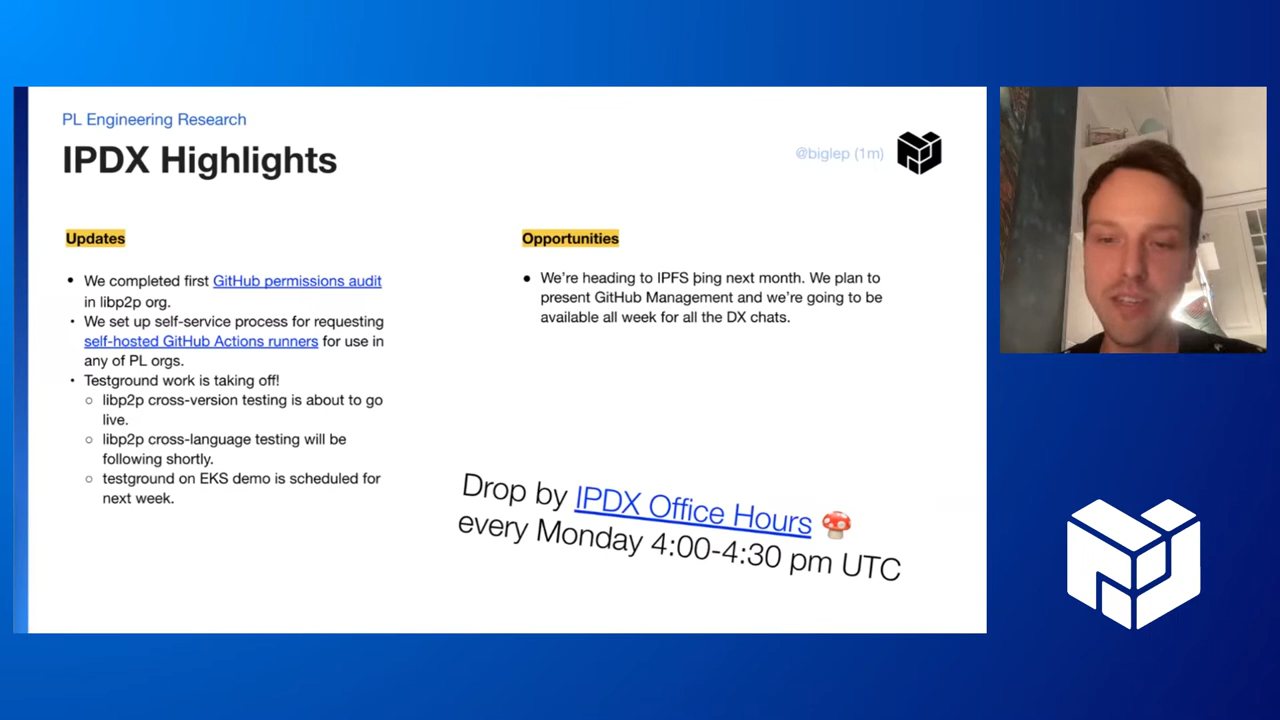 PL Engineering Research
IPDX Highlights
@biglep (1m)
Updates
• We completed first GitHub permissions audit
in libp2p org.
• We set up self-service process for requesting
self-hosted GitHub Actions runners for use in
any of PL orgs.
• Testground work is taking off!
○ libp2p cross-version testing is about to go
live.
○ libp2p cross-language testing will be
following shortly.
○ testground on EKS demo is scheduled for
next week.
Opportunities
● We're heading to IPFS þing next month. We plan to
present GitHub Management and we're going to be
available all week for all the DX chats.
Drop by IPDX Office Hours 🍄
every Monday 4:00-4:30 pm UTC